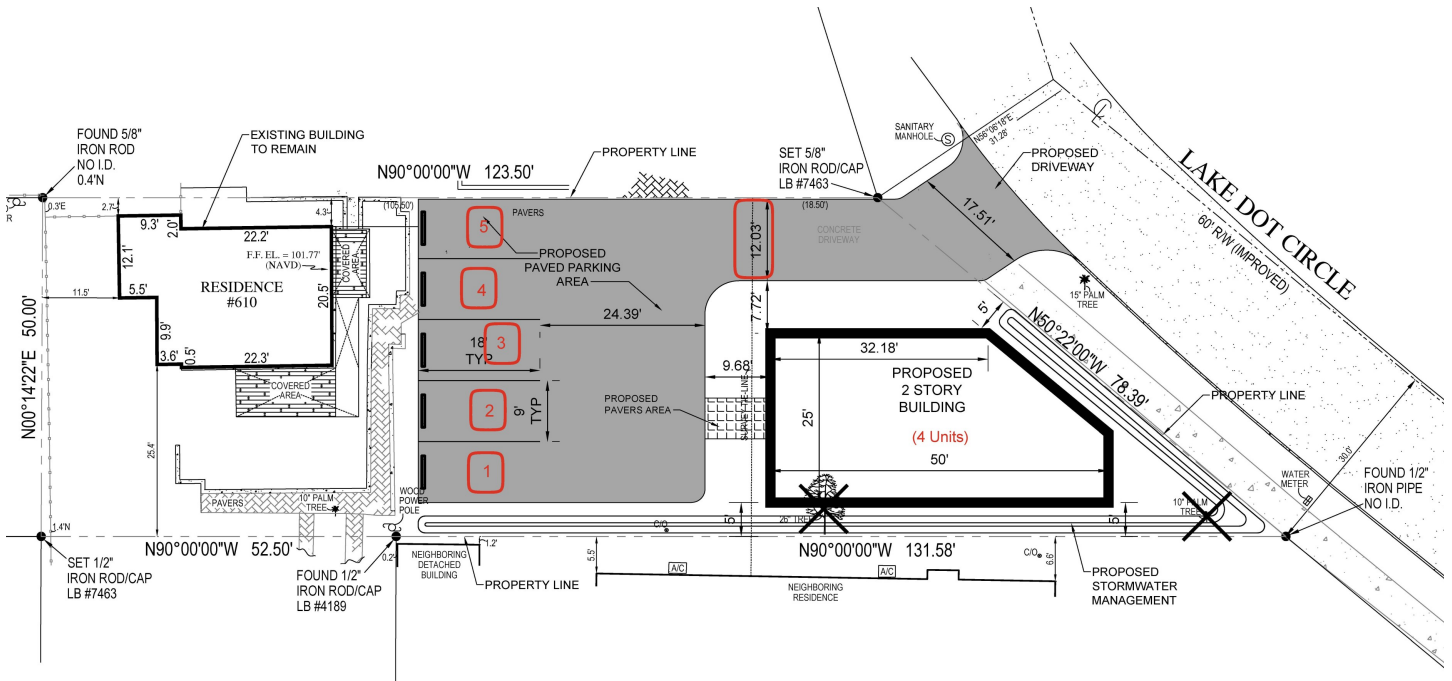 FOUND 5/8"
IRON ROD
NO I.D.
0.4'N
EXISTING BUILDING
TO REMAIN
N90°00'00"W 123.50'
PROPERTY LINE
SET 5/8"
IRON ROD/CAP
LB #7463
SANITARY
MANHOLE
S
N56°06'18"E
31.28'
CL
PROPOSED
DRIVEWAY
LAKE DOT CIRCLE
60' R/W (IMPROVED)
R
0.3'E
2.7'
4.3'
(105.50')
(18.50')
9.3'
2.0'
22.2'
12.1'
F.F. EL. = 101.77'
(NAVD)
COVERED
AREA
RESIDENCE
#610
20.5'
11.5'
5.5'
9.9'
3.6'
0.5'
22.3'
COVERED
AREA
N00°14'22"E 50.00'
25.4'
PAVERS
10" PALM
TREE
WOOD
POWER
POLE
1.4'N
5
PAVERS
PROPOSED
PAVED PARKING
AREA
4
3
18'
TYP
2
9'
TYP
1
24.39'
12.03'
CONCRETE
DRIVEWAY
17.51'
7.72'
9.68'
PROPOSED
PAVERS AREA
SURVEY TIE-LINE
32.18'
PROPOSED
2 STORY
BUILDING
(4 Units)
25'
50'
5'
15" PALM
TREE
N50°22'00"W 78.39'
PROPERTY LINE
30.0'
WATER
METER
FOUND 1/2"
IRON PIPE
NO I.D.
10" PALM
TREE
5'
26" TREE
5'
C/O
SET 1/2"
IRON ROD/CAP
LB #7463
N90°00'00"W 52.50'
FOUND 1/2"
IRON ROD/CAP
LB #4189
0.2'
NEIGHBORING
DETACHED
BUILDING
1.2'
PROPERTY LINE
5.5'
A/C
NEIGHBORING
RESIDENCE
A/C
N90°00'00"W 131.58'
C/O
6.6'
PROPOSED
STORMWATER
MANAGEMENT